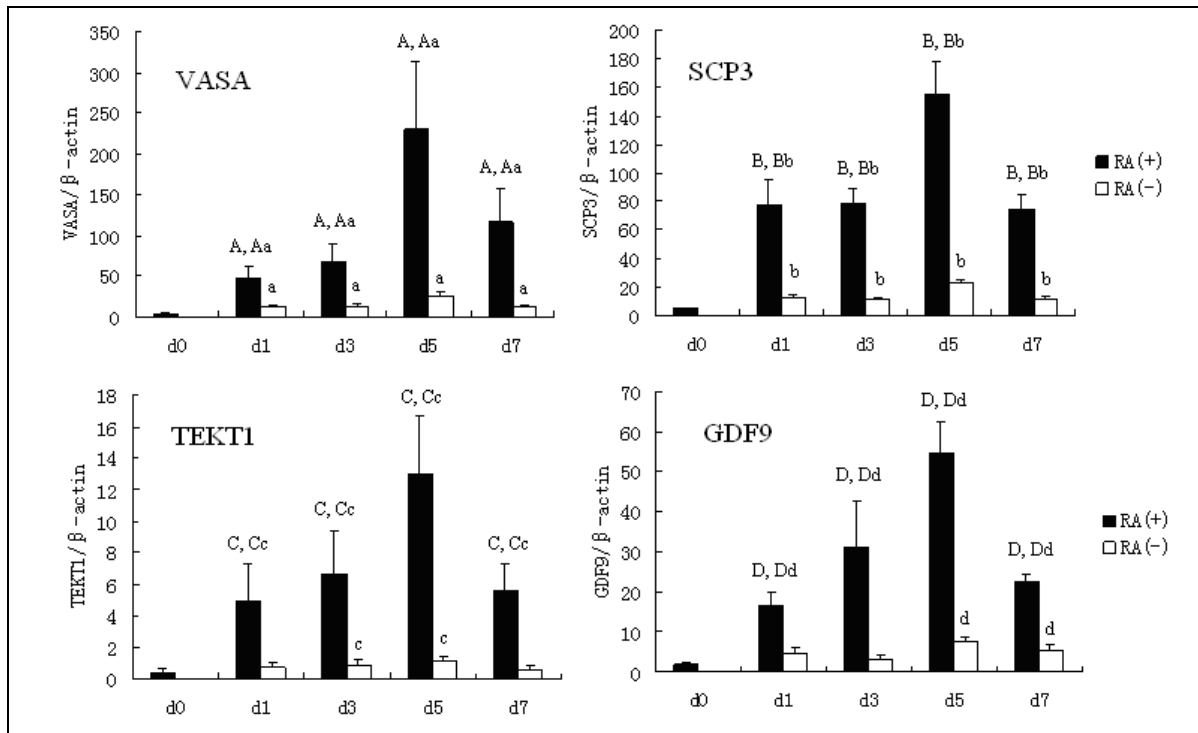 VASA
VASA/β-actin
350
300
250
200
150
100
50
0
A, Aa
A, Aa
A, Aa
A, Aa
a
a
a
a
d0 d1 d3 d5 d7
SCP3
SCP3/β-actin
200
180
160
140
120
100
80
60
40
20
0
B, Bb
B, Bb
B, Bb
B, Bb
b
b
b
b
d0 d1 d3 d5 d7
RA(+)
RA(-)
TEKT1
TEKT1/β-actin
18
16
14
12
10
8
6
4
2
0
C, Cc
C, Cc
C, Cc
C, Cc
c
c
d0 d1 d3 d5 d7
GDF9
GDF9/β-actin
70
60
50
40
30
20
10
0
D, Dd
D, Dd
D, Dd
D, Dd
d
d
d0 d1 d3 d5 d7
RA(+)
RA(-)